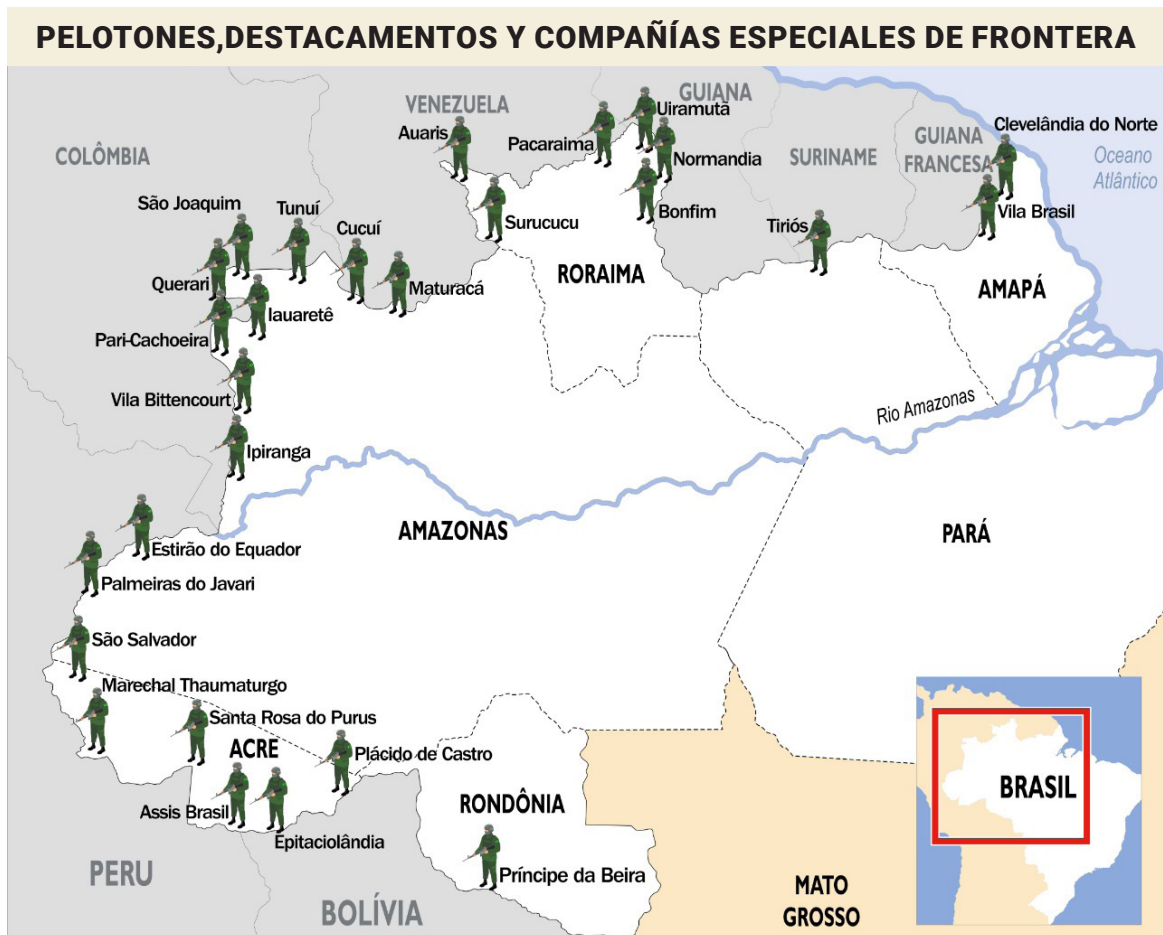 PELOTONES,DESTACAMENTOS Y COMPAÑÍAS ESPECIALES DE FRONTERA
VENEZUELA
GUIANA
Uiramutã
Auaris
Pacaraima
Clevelândia do Norte
COLÔMBIA
Normandia
SURINAME
GUIANA
FRANCESA
Oceano
Atlântico
São Joaquim
Tunuí
Cucuí
Surucucu
Bonfim
Tiriós
Vila Brasil
Querari
Maturacá
RORAIMA
AMAPÁ
Iauaretê
Pari-Cachoeira
Vila Bittencourt
Rio Amazonas
Ipiranga
AMAZONAS
PARÁ
Estirão do Equador
Palmeiras do Javari
São Salvador
Marechal Thaumaturgo
Santa Rosa do Purus
ACRE
Plácido de Castro
Assis Brasil
Epitaciolândia
RONDÔNIA
BRASIL
PERU
Príncipe da Beira
BOLÍVIA
MATO
GROSSO